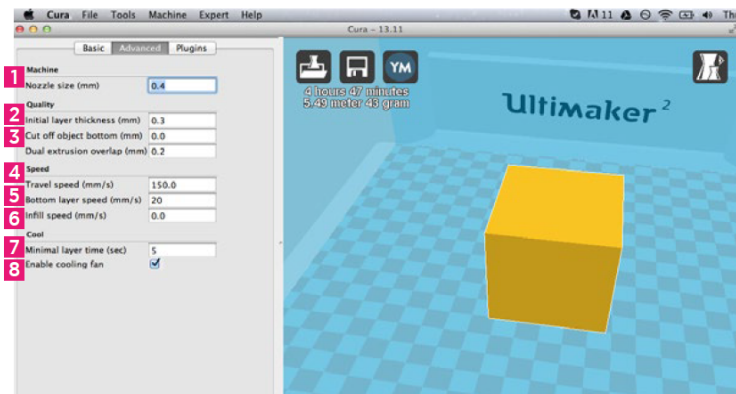 Cura File Tools Machine Expert Help 11 Thu
Cura – 13.11
Basic Advanced Plugins
Machine
1 Nozzle size (mm) 0.4
Quality
2 Initial layer thickness (mm) 0.3
3 Cut off object bottom (mm) 0.0
Dual extrusion overlap (mm) 0.2
Speed
4 Travel speed (mm/s) 150.0
5 Bottom layer speed (mm/s) 20
6 Infill speed (mm/s) 0.0
Cool
7 Minimal layer time (sec) 5
8 Enable cooling fan
YM
4 hours 47 minutes
5.49 meter 43 gram
Ultimaker 2